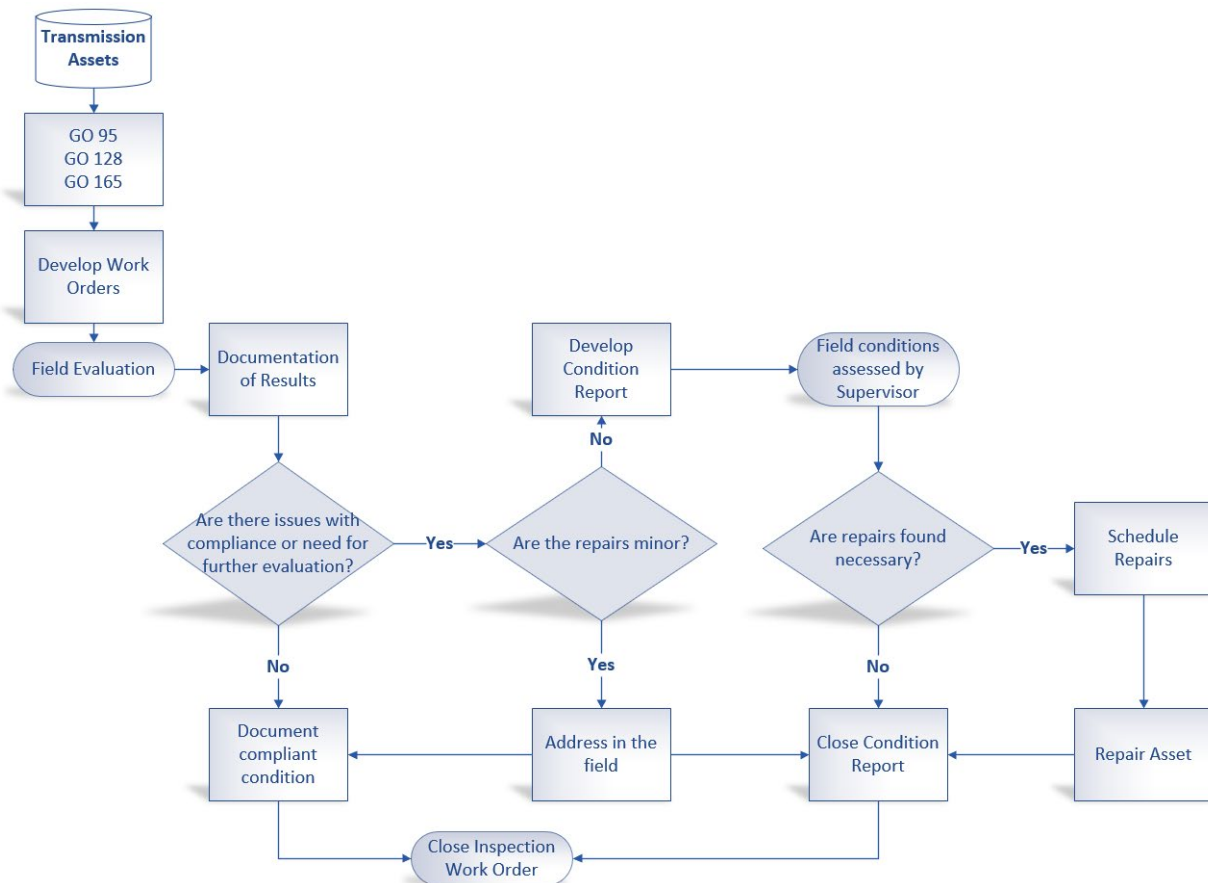 Transmission
Assets
GO 95
GO 128
GO 165
Develop Work
Orders
Field Evaluation
Documentation
of Results
Develop
Condition
Report
Field conditions
assessed by
Supervisor
No
Are there issues with
compliance or need for
further evaluation?
Yes
Are the repairs minor?
Are repairs found
necessary?
Yes
Schedule
Repairs
No
Yes
No
Document
compliant
condition
Address in the
field
Close Condition
Report
Repair Asset
Close Inspection
Work Order